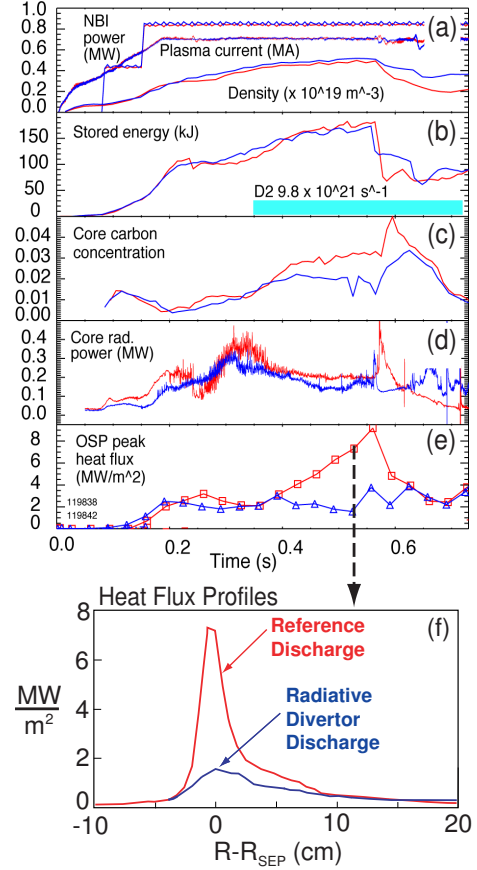 1.0
0.8
0.6
0.4
0.2
0.0
NBI
power
(MW)
(a)
Plasma current (MA)
Density (x 10^19 m^-3)
150
100
50
0
Stored energy (kJ)
(b)
D2 9.8 x 10^21 s^-1
0.04
0.03
0.02
0.01
0.00
Core carbon
concentration
(c)
0.4
0.3
0.2
0.1
0.0
Core rad.
power (MW)
(d)
8
6
4
2
0
OSP peak
heat flux
(MW/m^2)
(e)
119838
119842
0.0
0.2
0.4
0.6
Time (s)
Heat Flux Profiles
8
6
4
2
0
MW
m2
(f)
Reference
Discharge
Radiative
Divertor
Discharge
-10
0
10
20
R-RSEP (cm)